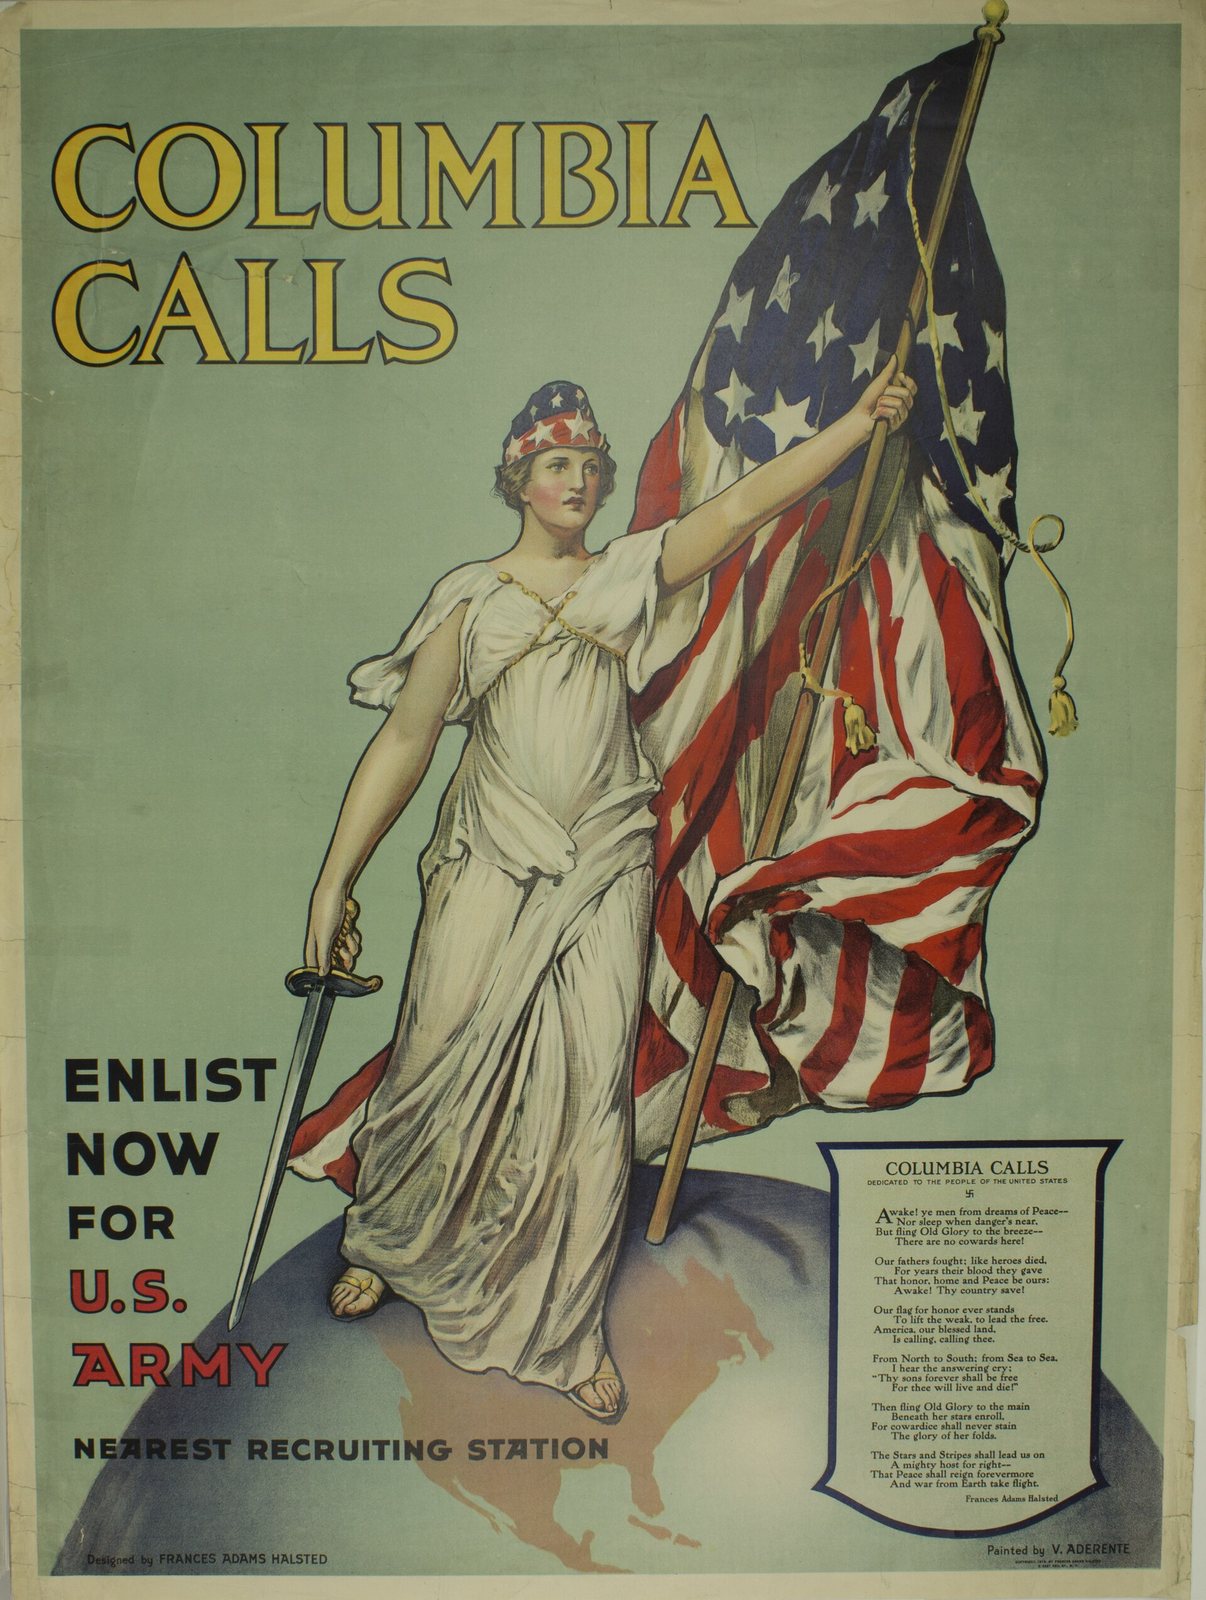 COLUMBIA
CALLS
ENLIST
NOW
FOR
U.S.
ARMY
NEAREST RECRUITING STATION
COLUMBIA CALLS
DEDICATED TO THE PEOPLE OF THE UNITED STATES
卐
Awake! ye men from dreams of Peace--
Nor sleep when danger's near,
But fling Old Glory to the breeze--
There are no cowards here!
Our fathers fought; like heroes died,
For years their blood they gave
That honor, home and Peace be ours:
Awake! Thy country save!
Our flag for honor ever stands
To lift the weak, to lead the free.
America, our blessed land,
Is calling, calling thee.
From North to South; from Sea to Sea,
I hear the answering cry;
"Thy sons forever shall be free
For thee will live and die!"
Then fling Old Glory to the main
Beneath her stars enroll,
For cowardice shall never stain
The glory of her folds.
The Stars and Stripes shall lead us on
A mighty host for right--
That Peace shall reign forevermore
And war from Earth take flight.
Frances Adams Halsted
Designed by FRANCES ADAMS HALSTED
Painted by V. ADERENTE